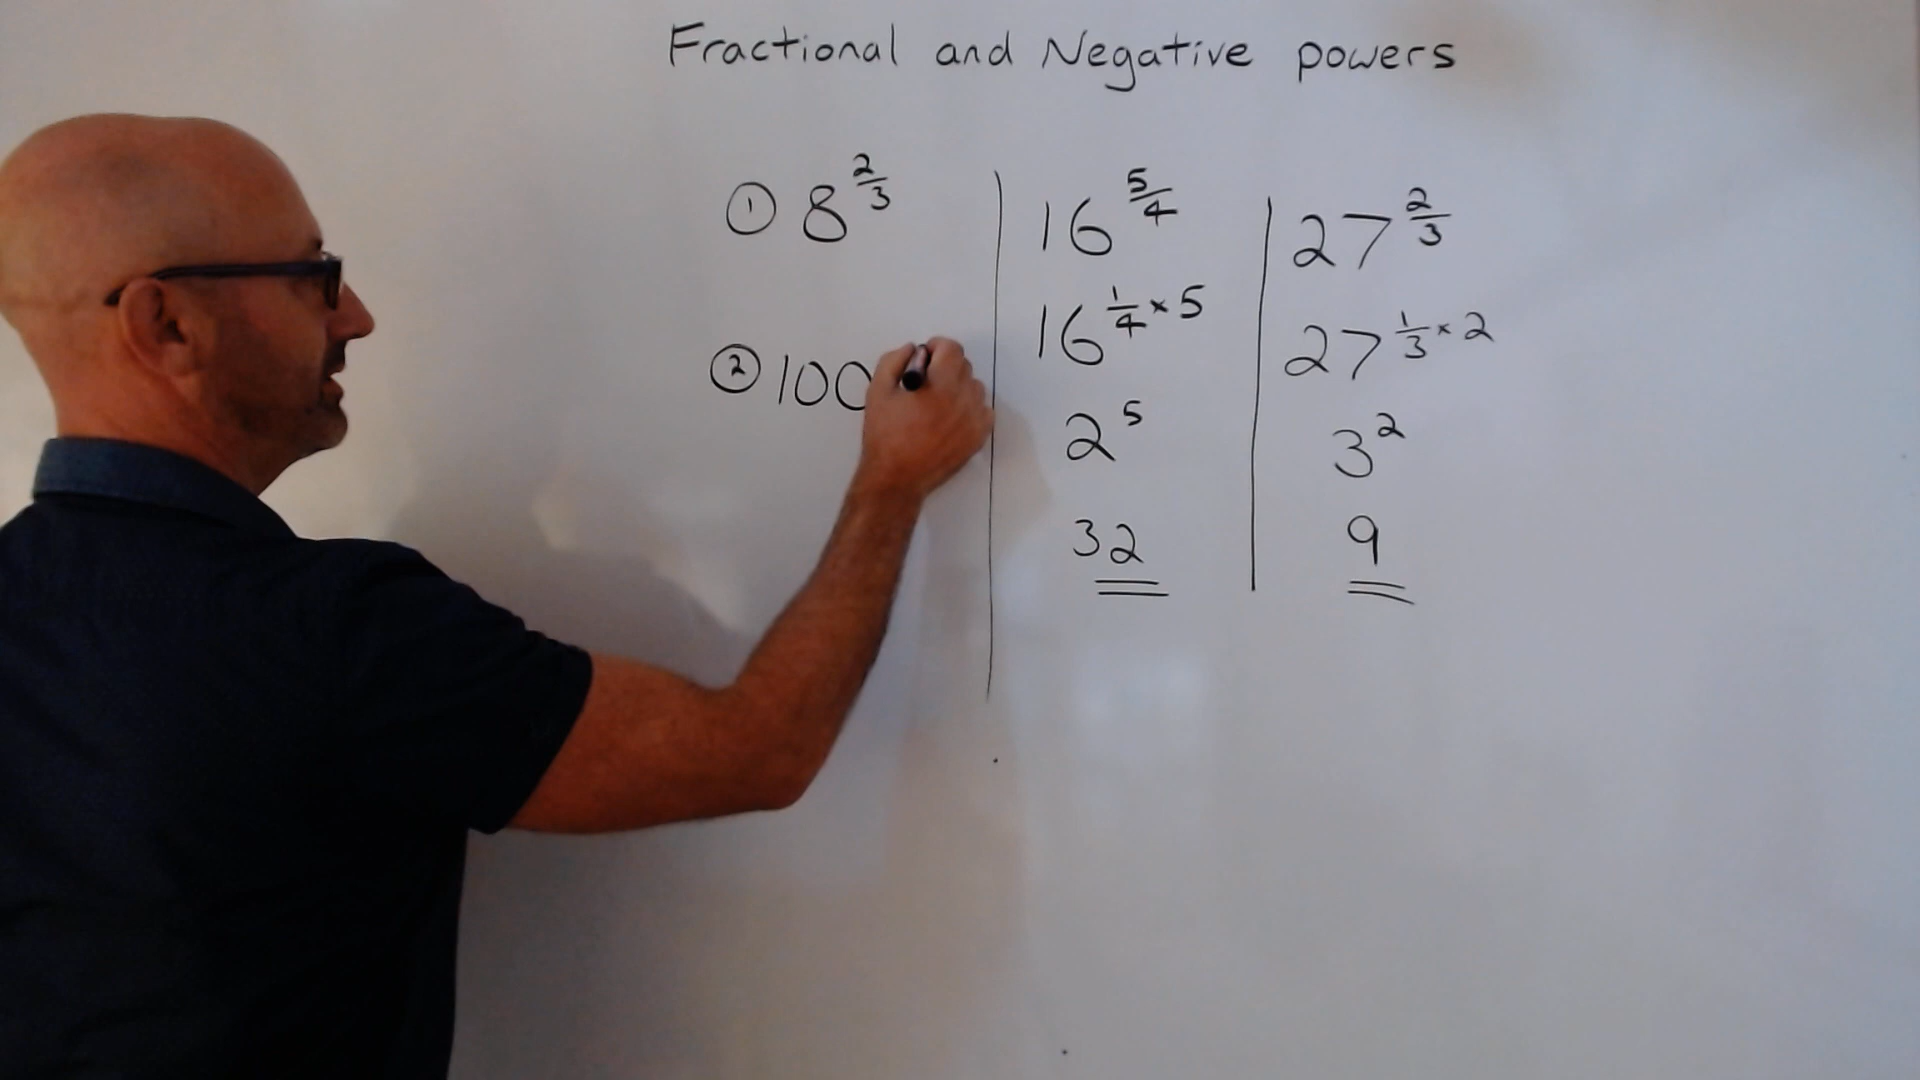 Fractional and Negative powers
① 8^(2/3)
② 100
16^(5/4)
16^(1/4 × 5)
2^5
32
27^(2/3)
27^(1/3 × 2)
3^2
9